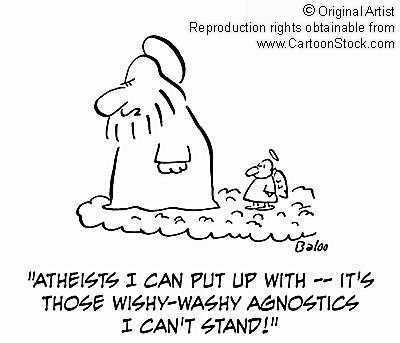 © Original Artist
Reproduction rights obtainable from
www.CartoonStock.com
Baloo
"ATHEISTS I CAN PUT UP WITH -- IT'S
THOSE WISHY-WASHY AGNOSTICS
I CAN'T STAND!"